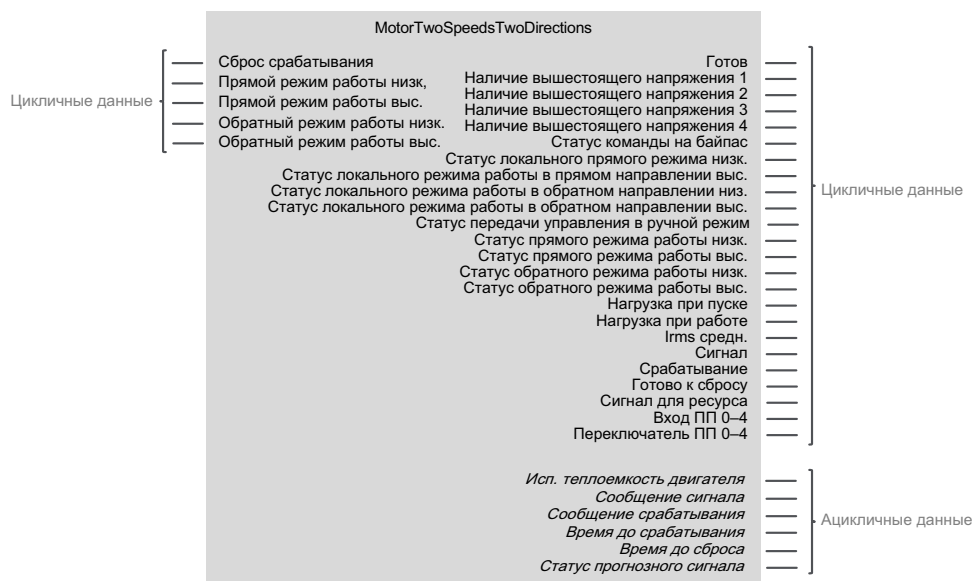 MotorTwoSpeedsTwoDirections
Цикличные данные
Сброс срабатывания
Прямой режим работы низк,
Прямой режим работы выс.
Обратный режим работы низк.
Обратный режим работы выс.
Готов
Наличие вышестоящего напряжения 1
Наличие вышестоящего напряжения 2
Наличие вышестоящего напряжения 3
Наличие вышестоящего напряжения 4
Статус команды на байпас
Статус локального прямого режима низк.
Статус локального режима работы в прямом направлении выс.
Статус локального режима работы в обратном направлении низ.
Статус локального режима работы в обратном направлении выс.
Статус передачи управления в ручной режим
Статус прямого режима работы низк.
Статус прямого режима работы выс.
Статус обратного режима работы низк.
Статус обратного режима работы выс.
Нагрузка при пуске
Нагрузка при работе
Irms средн.
Сигнал
Срабатывание
Готово к сбросу
Сигнал для ресурса
Вход ПП 0–4
Переключатель ПП 0–4
Цикличные данные
Исп. теплоемкость двигателя
Сообщение сигнала
Сообщение срабатывания
Время до срабатывания
Время до сброса
Статус прогнозного сигнала
Ацикличные данные